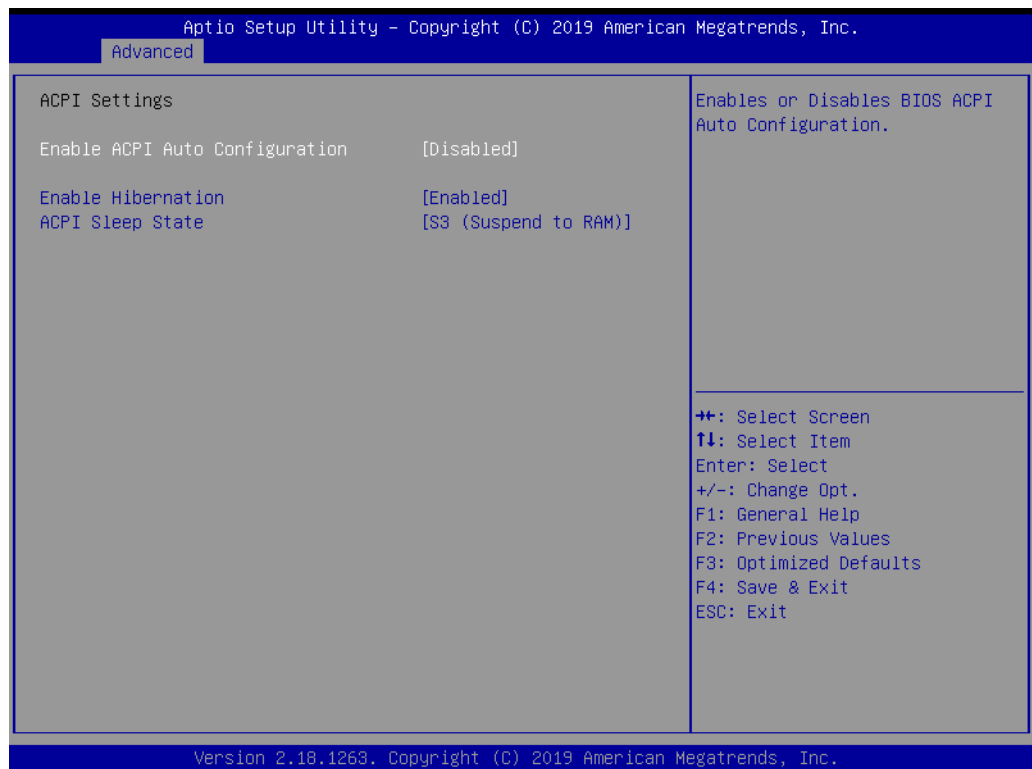 Aptio Setup Utility – Copyright (C) 2019 American Megatrends, Inc.
Advanced
ACPI Settings
Enable ACPI Auto Configuration [Disabled]
Enable Hibernation [Enabled]
ACPI Sleep State [S3 (Suspend to RAM)]
Enables or Disables BIOS ACPI
Auto Configuration.
→←: Select Screen
↑↓: Select Item
Enter: Select
+/-: Change Opt.
F1: General Help
F2: Previous Values
F3: Optimized Defaults
F4: Save & Exit
ESC: Exit
Version 2.18.1263. Copyright (C) 2019 American Megatrends, Inc.